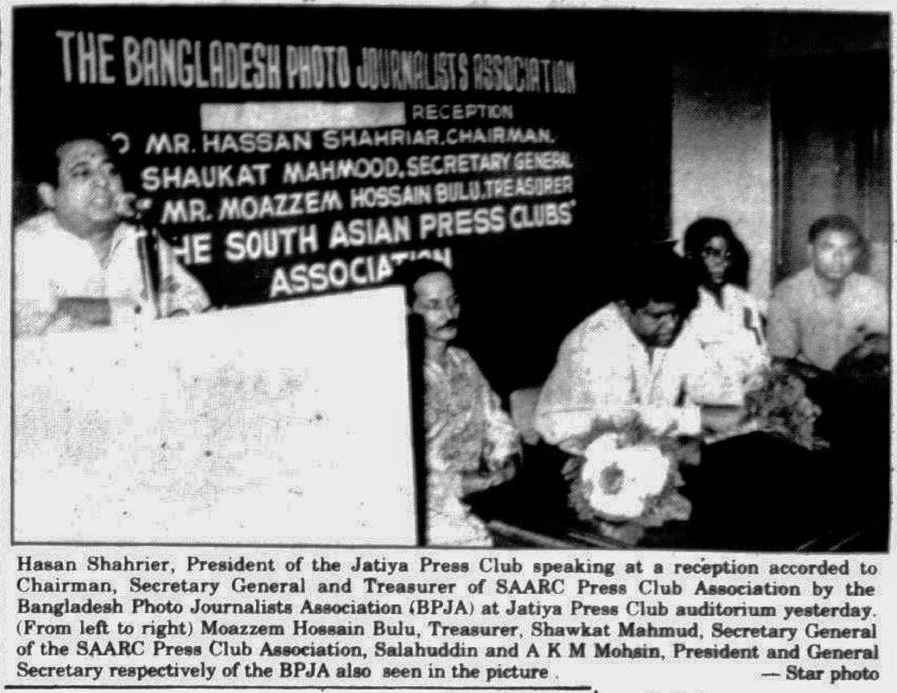 THE BANGLADESH PHOTO JOURNALISTS ASSOCIATION
RECEPTION
O MR. HASSAN SHAHRIAR, CHAIRMAN,
SHAUKAT MAHMOOD, SECRETARY GENERAL
MR. MOAZZEM HOSSAIN BULU, TREASURER
HE SOUTH ASIAN PRESS CLUBS'
ASSOCIATION
Hasan Shahrier, President of the Jatiya Press Club speaking at a reception accorded to
Chairman, Secretary General and Treasurer of SAARC Press Club Association by the
Bangladesh Photo Journalists Association (BPJA) at Jatiya Press Club auditorium yesterday.
(From left to right) Moazzem Hossain Bulu, Treasurer, Shawkat Mahmud, Secretary General
of the SAARC Press Club Association, Salahuddin and A K M Mohsin, President and General
Secretary respectively of the BPJA also seen in the picture .
— Star photo